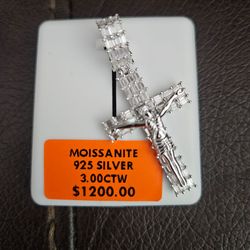 MOISSANITE
925 SILVER
3.00CTW
$1200.00